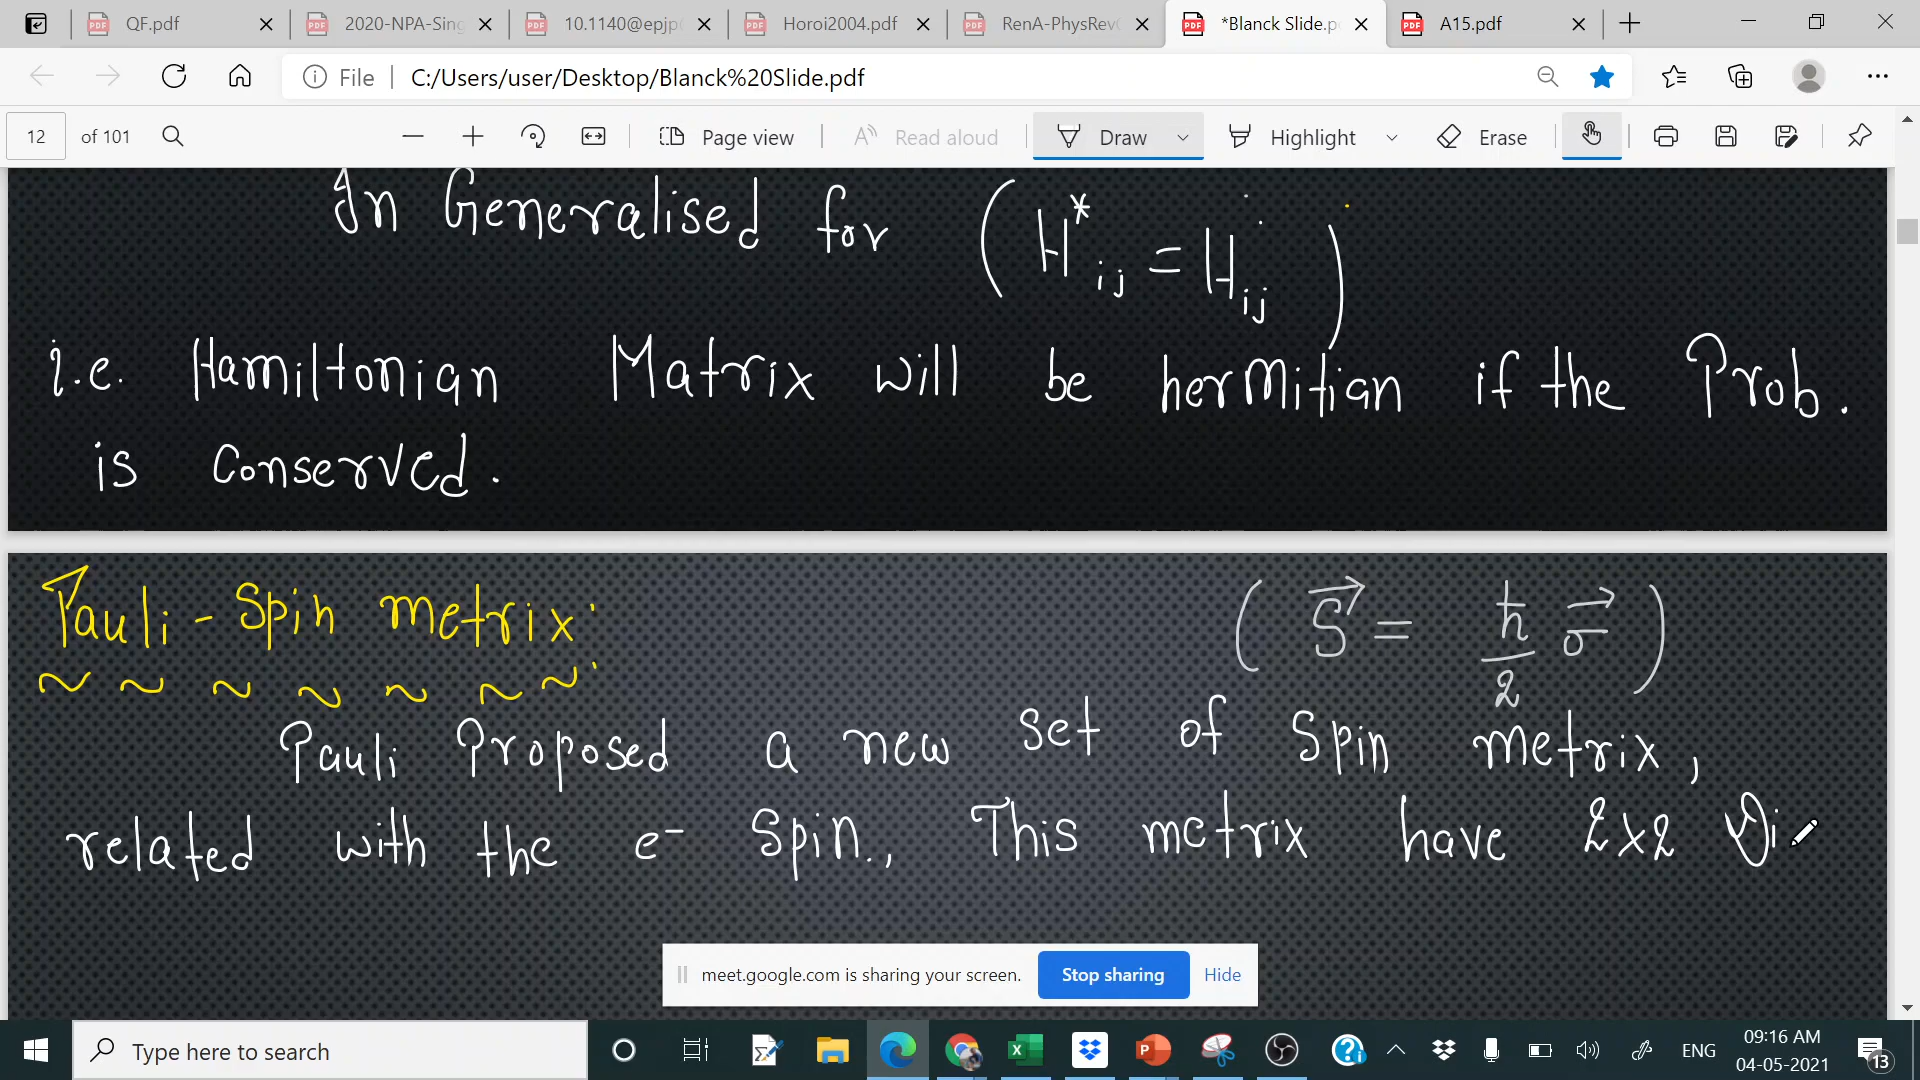 QF.pdf
2020-NPA-Sing
10.1140@epjp
Horoi2004.pdf
RenA-PhysRev
*Blanck Slide.p
A15.pdf
File C:/Users/user/Desktop/Blanck%20Slide.pdf
12 of 101 Page view Read aloud Draw Highlight Erase
In Generalised for ( H*ij = Hij )
i.e. Hamiltonian Matrix will be hermitian if the Prob.
is conserved.
Pauli - Spin metrix: ( S⃗ = ħ/2 σ⃗ )
Pauli Proposed a new set of Spin metrix,
related with the e⁻ Spin., This metrix have 2x2 Di
meet.google.com is sharing your screen. Stop sharing Hide
Type here to search
ENG
09:16 AM
04-05-2021
13